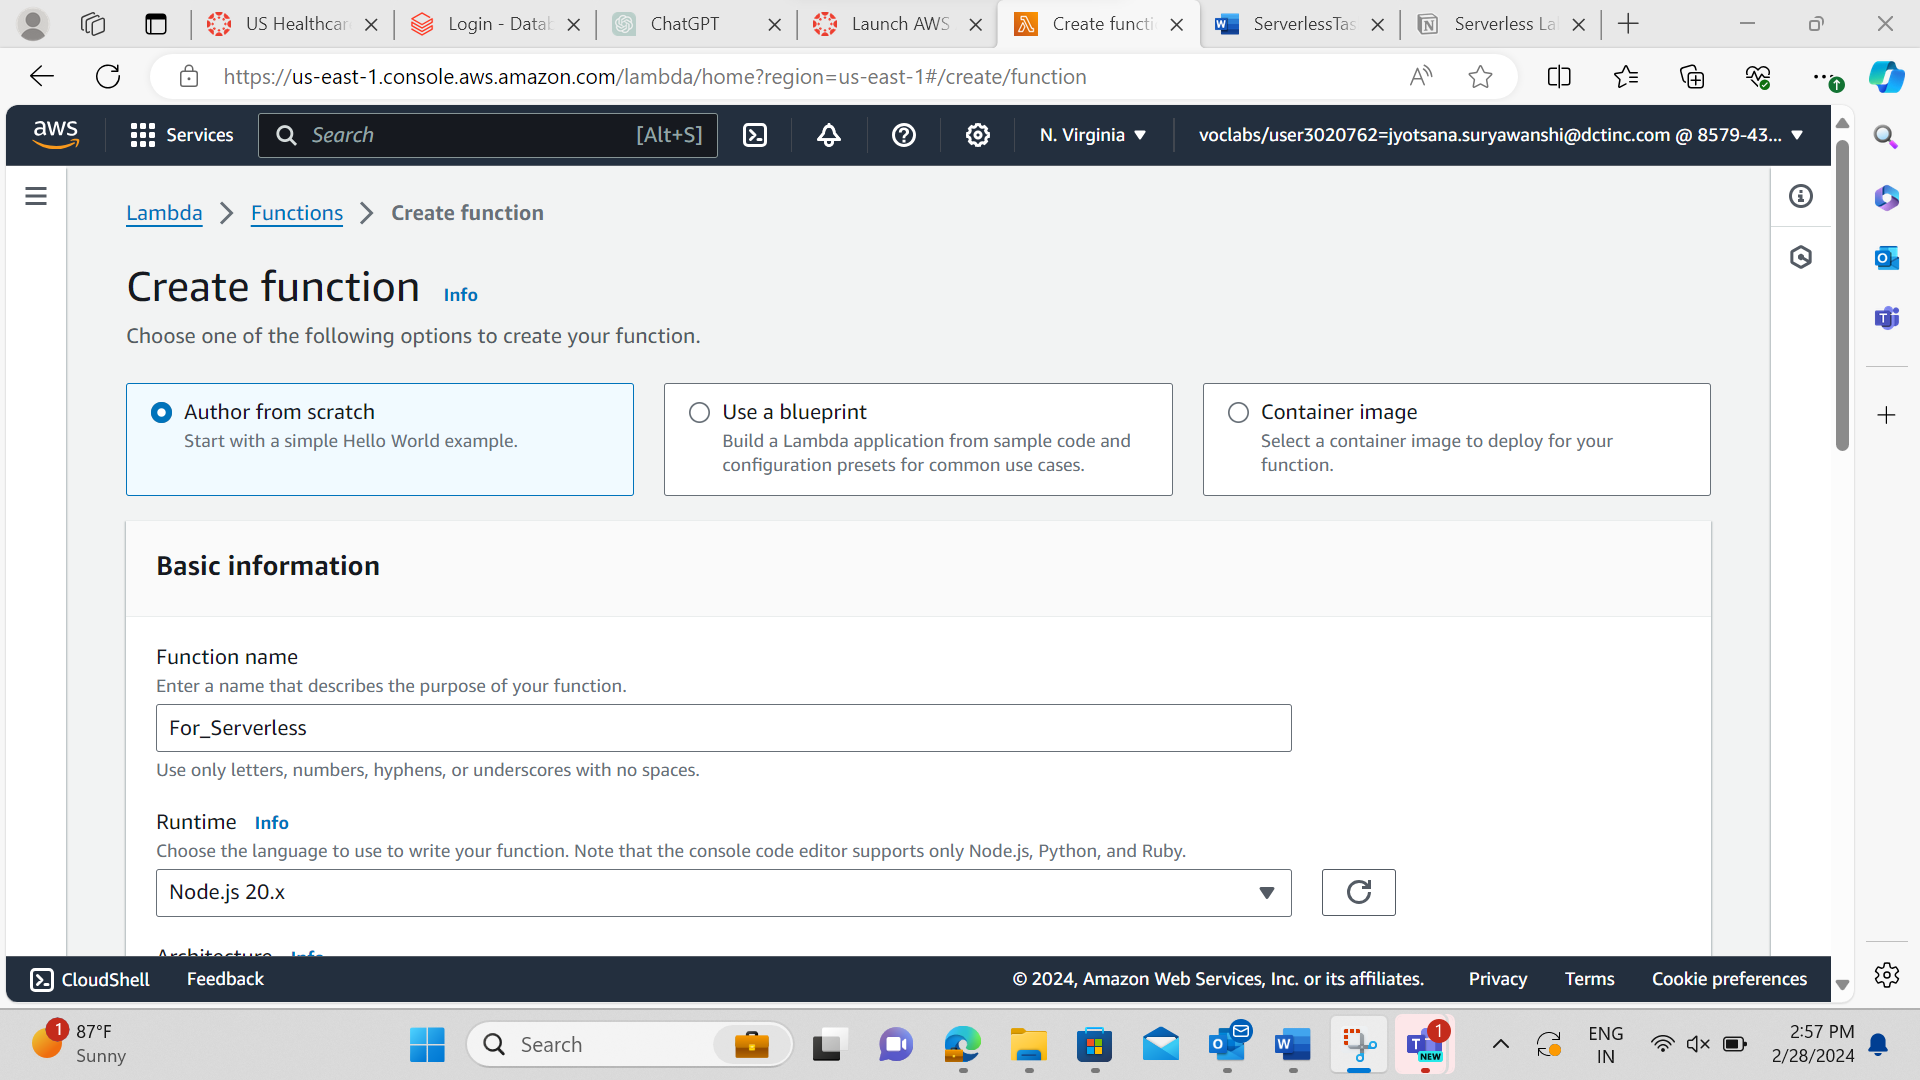 US Healthcar
Login - Datab
ChatGPT
Launch AWS
Create functi
ServerlessTas
Serverless La
https://us-east-1.console.aws.amazon.com/lambda/home?region=us-east-1#/create/function
aws
Services
Search
[Alt+S]
N. Virginia
voclabs/user3020762=jyotsana.suryawanshi@dctinc.com @ 8579-43...
Lambda
Functions
Create function
Create function
Info
Choose one of the following options to create your function.
Author from scratch
Start with a simple Hello World example.
Use a blueprint
Build a Lambda application from sample code and
configuration presets for common use cases.
Container image
Select a container image to deploy for your
function.
Basic information
Function name
Enter a name that describes the purpose of your function.
For_Serverless
Use only letters, numbers, hyphens, or underscores with no spaces.
Runtime
Info
Choose the language to use to write your function. Note that the console code editor supports only Node.js, Python, and Ruby.
Node.js 20.x
Architecture
Info
CloudShell
Feedback
© 2024, Amazon Web Services, Inc. or its affiliates.
Privacy
Terms
Cookie preferences
1
87°F
Sunny
Search
1
NEW
ENG
IN
2:57 PM
2/28/2024